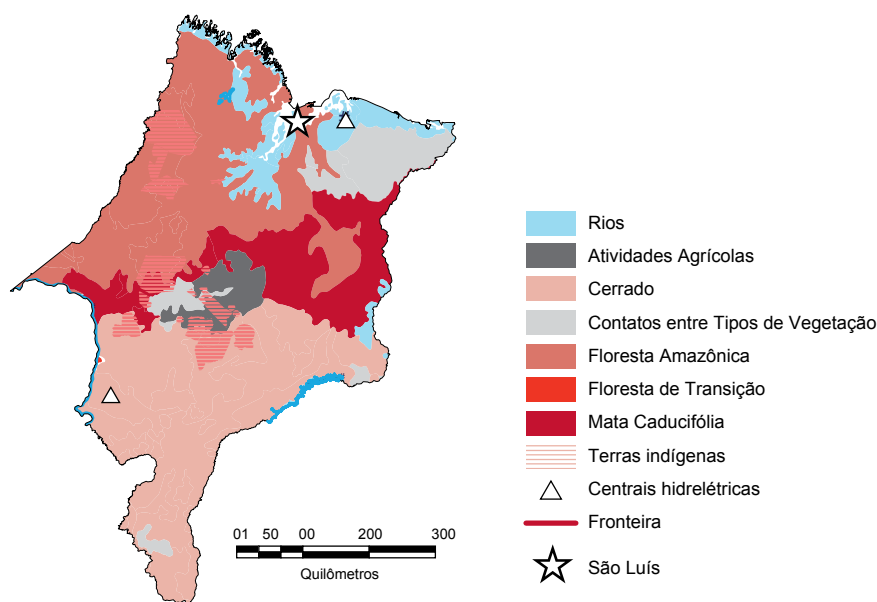 Rios
Atividades Agrícolas
Cerrado
Contatos entre Tipos de Vegetação
Floresta Amazônica
Floresta de Transição
Mata Caducifólia
Terras indígenas
Centrais hidrelétricas
Fronteira
São Luís
01 50 00 200 300
Quilômetros